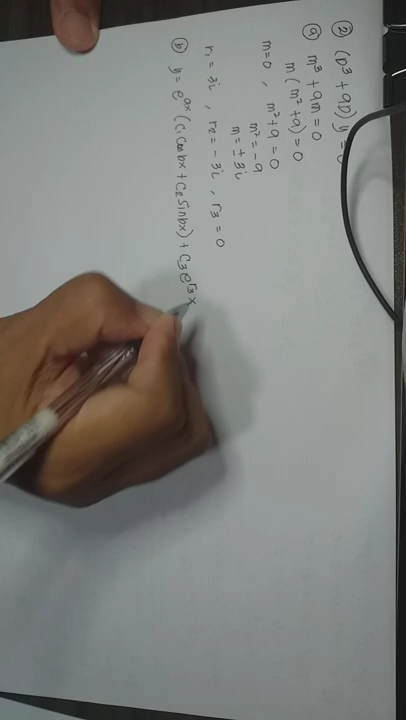 ② (D³ + 9D) y =
ⓐ m³ + 9m = 0
m (m² + 9) = 0
m = 0 , m² + 9 = 0
m² = -9
m = ± 3i
r₁ = 3i , r₂ = - 3i , r₃ = 0
ⓑ y = e^ax (C₁ cos bx + C₂ sin bx) + C₃e^r₃x